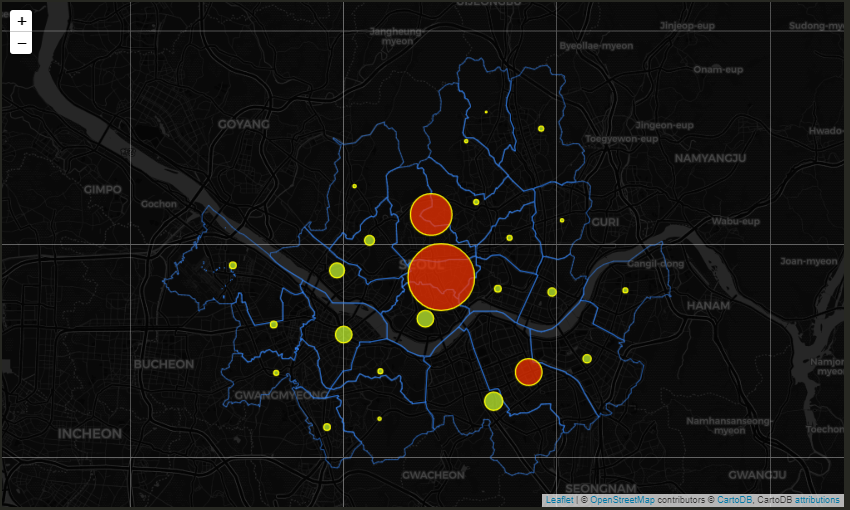 +
−
UIJEONGBU
Jangheung-
myeon
Jinjeop-eup
Sudong-my
Byeollae-myeon
Onam-eup
GOYANG
Jingeon-eup
Toegyewon-eup
Hwado-
NAMYANGJU
GIMPO
Gochon
GURI
Wabu-eup
SEOUL
Gangil-dong
Joan-myeon
HANAM
BUCHEON
Namjon
myeo
GWANGMYEONG
INCHEON
Namhansanseong-
myeon
Toechon
GWACHEON
GWANGJU
SEONGNAM
Leaflet | © OpenStreetMap contributors © CartoDB, CartoDB attributions